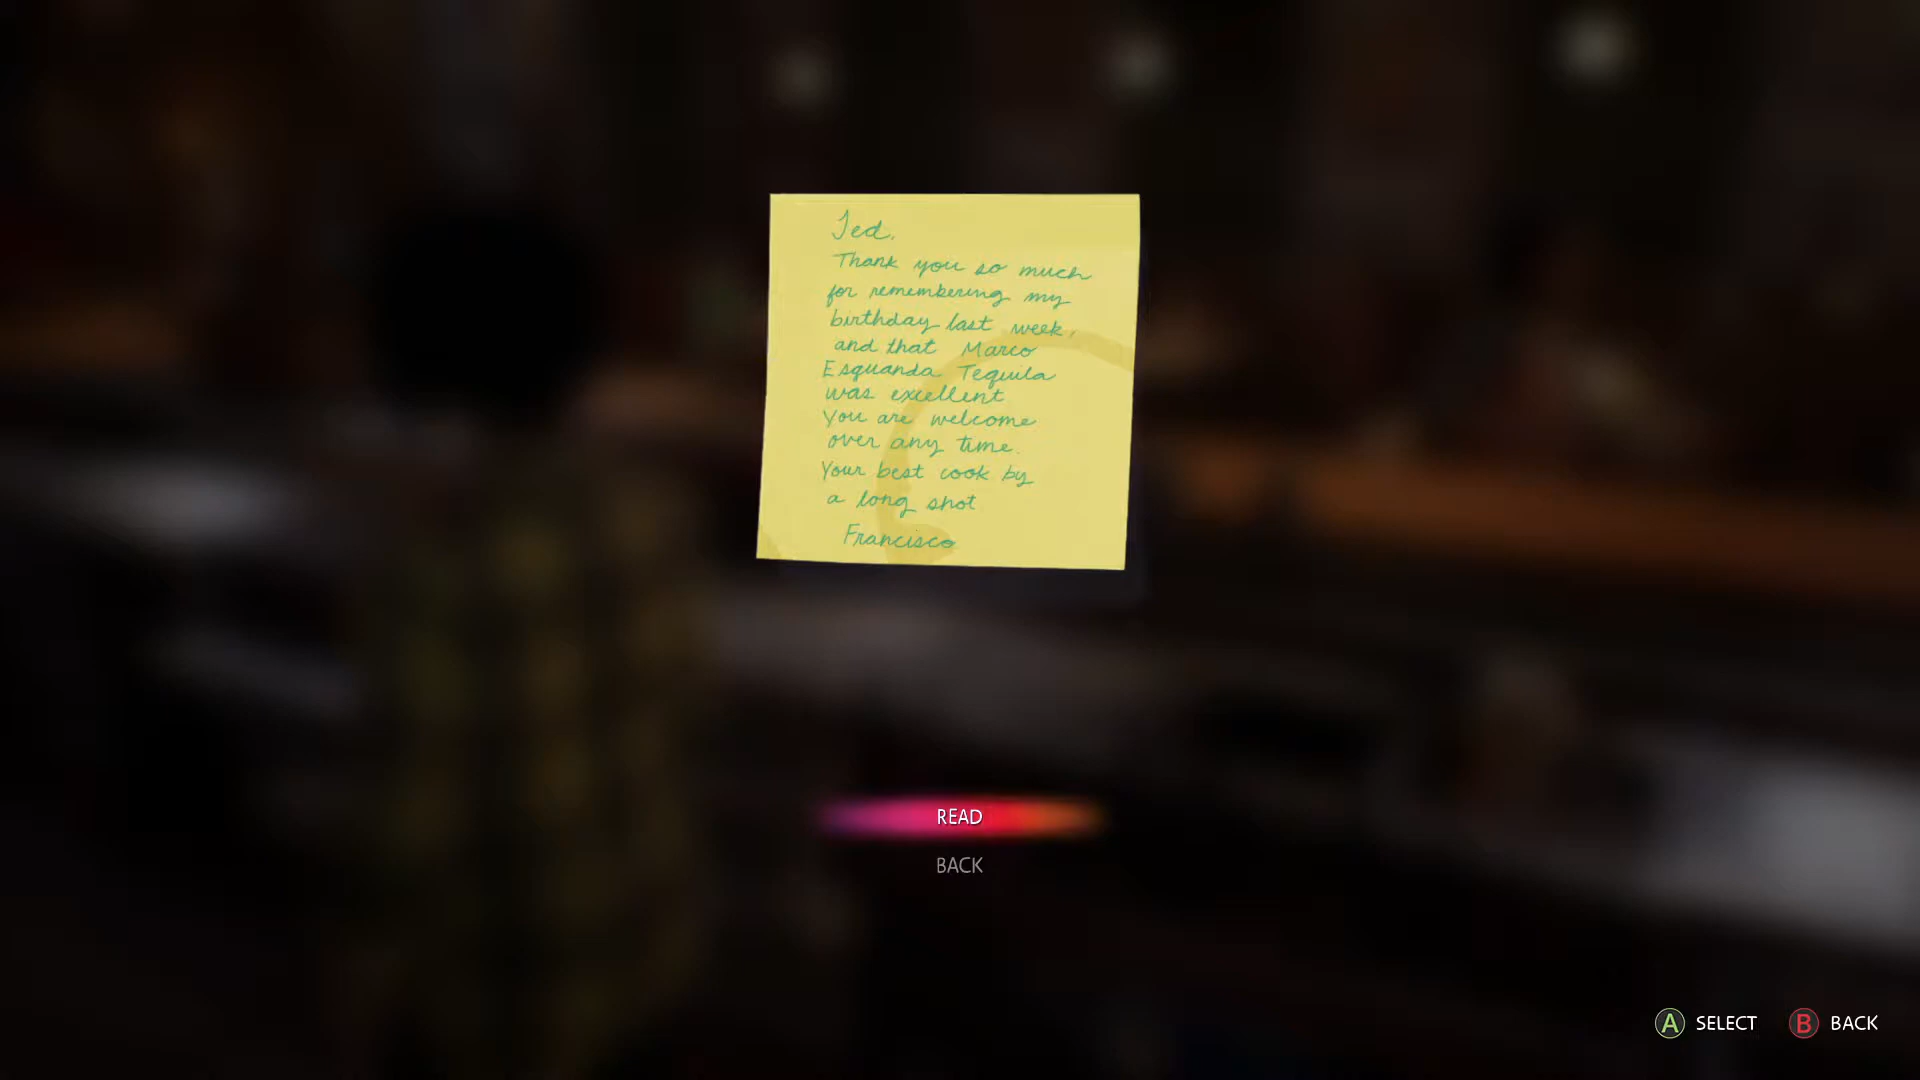 Ted,
Thank you so much
for remembering my
birthday last week,
and that Marco
Esquanda Tequila
was excellent
You are welcome
over any time.
Your best cook by
a long shot
Francisco
READ
BACK
A SELECT B BACK